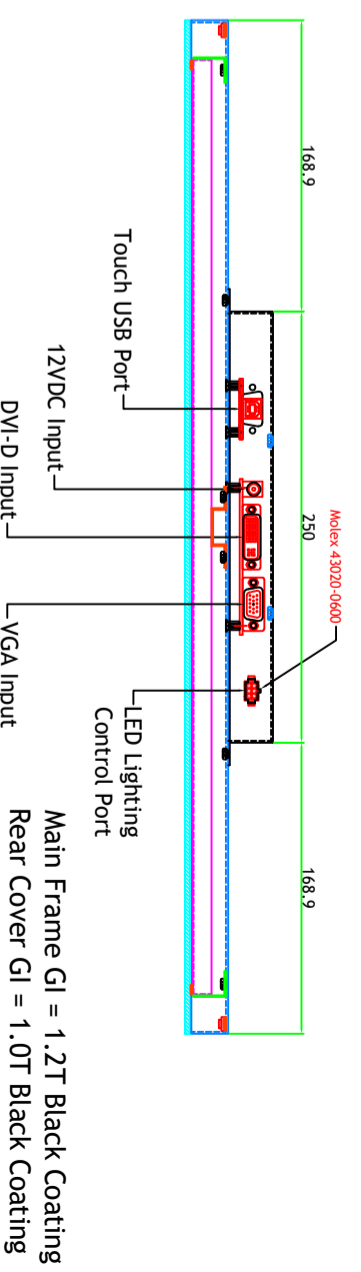 168.9
250
168.9
Molex 43020-0600
Touch USB Port
12VDC Input
DVI-D Input
VGA Input
LED Lighting
Control Port
Main Frame GI = 1.2T Black Coating
Rear Cover GI = 1.0T Black Coating